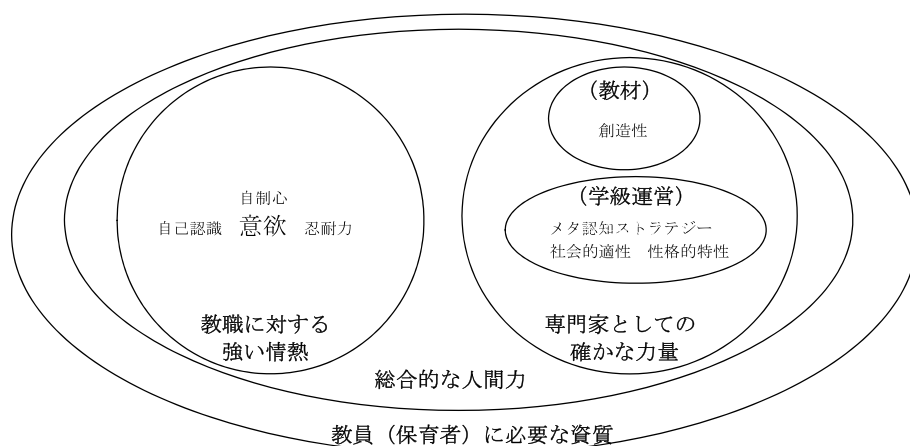 (教材)
創造性
(学級運営)
メタ認知ストラテジー
社会的適性 性格的特性
自制心
自己認識 意欲 忍耐力
教職に対する
強い情熱
専門家としての
確かな力量
総合的な人間力
教員(保育者)に必要な資質